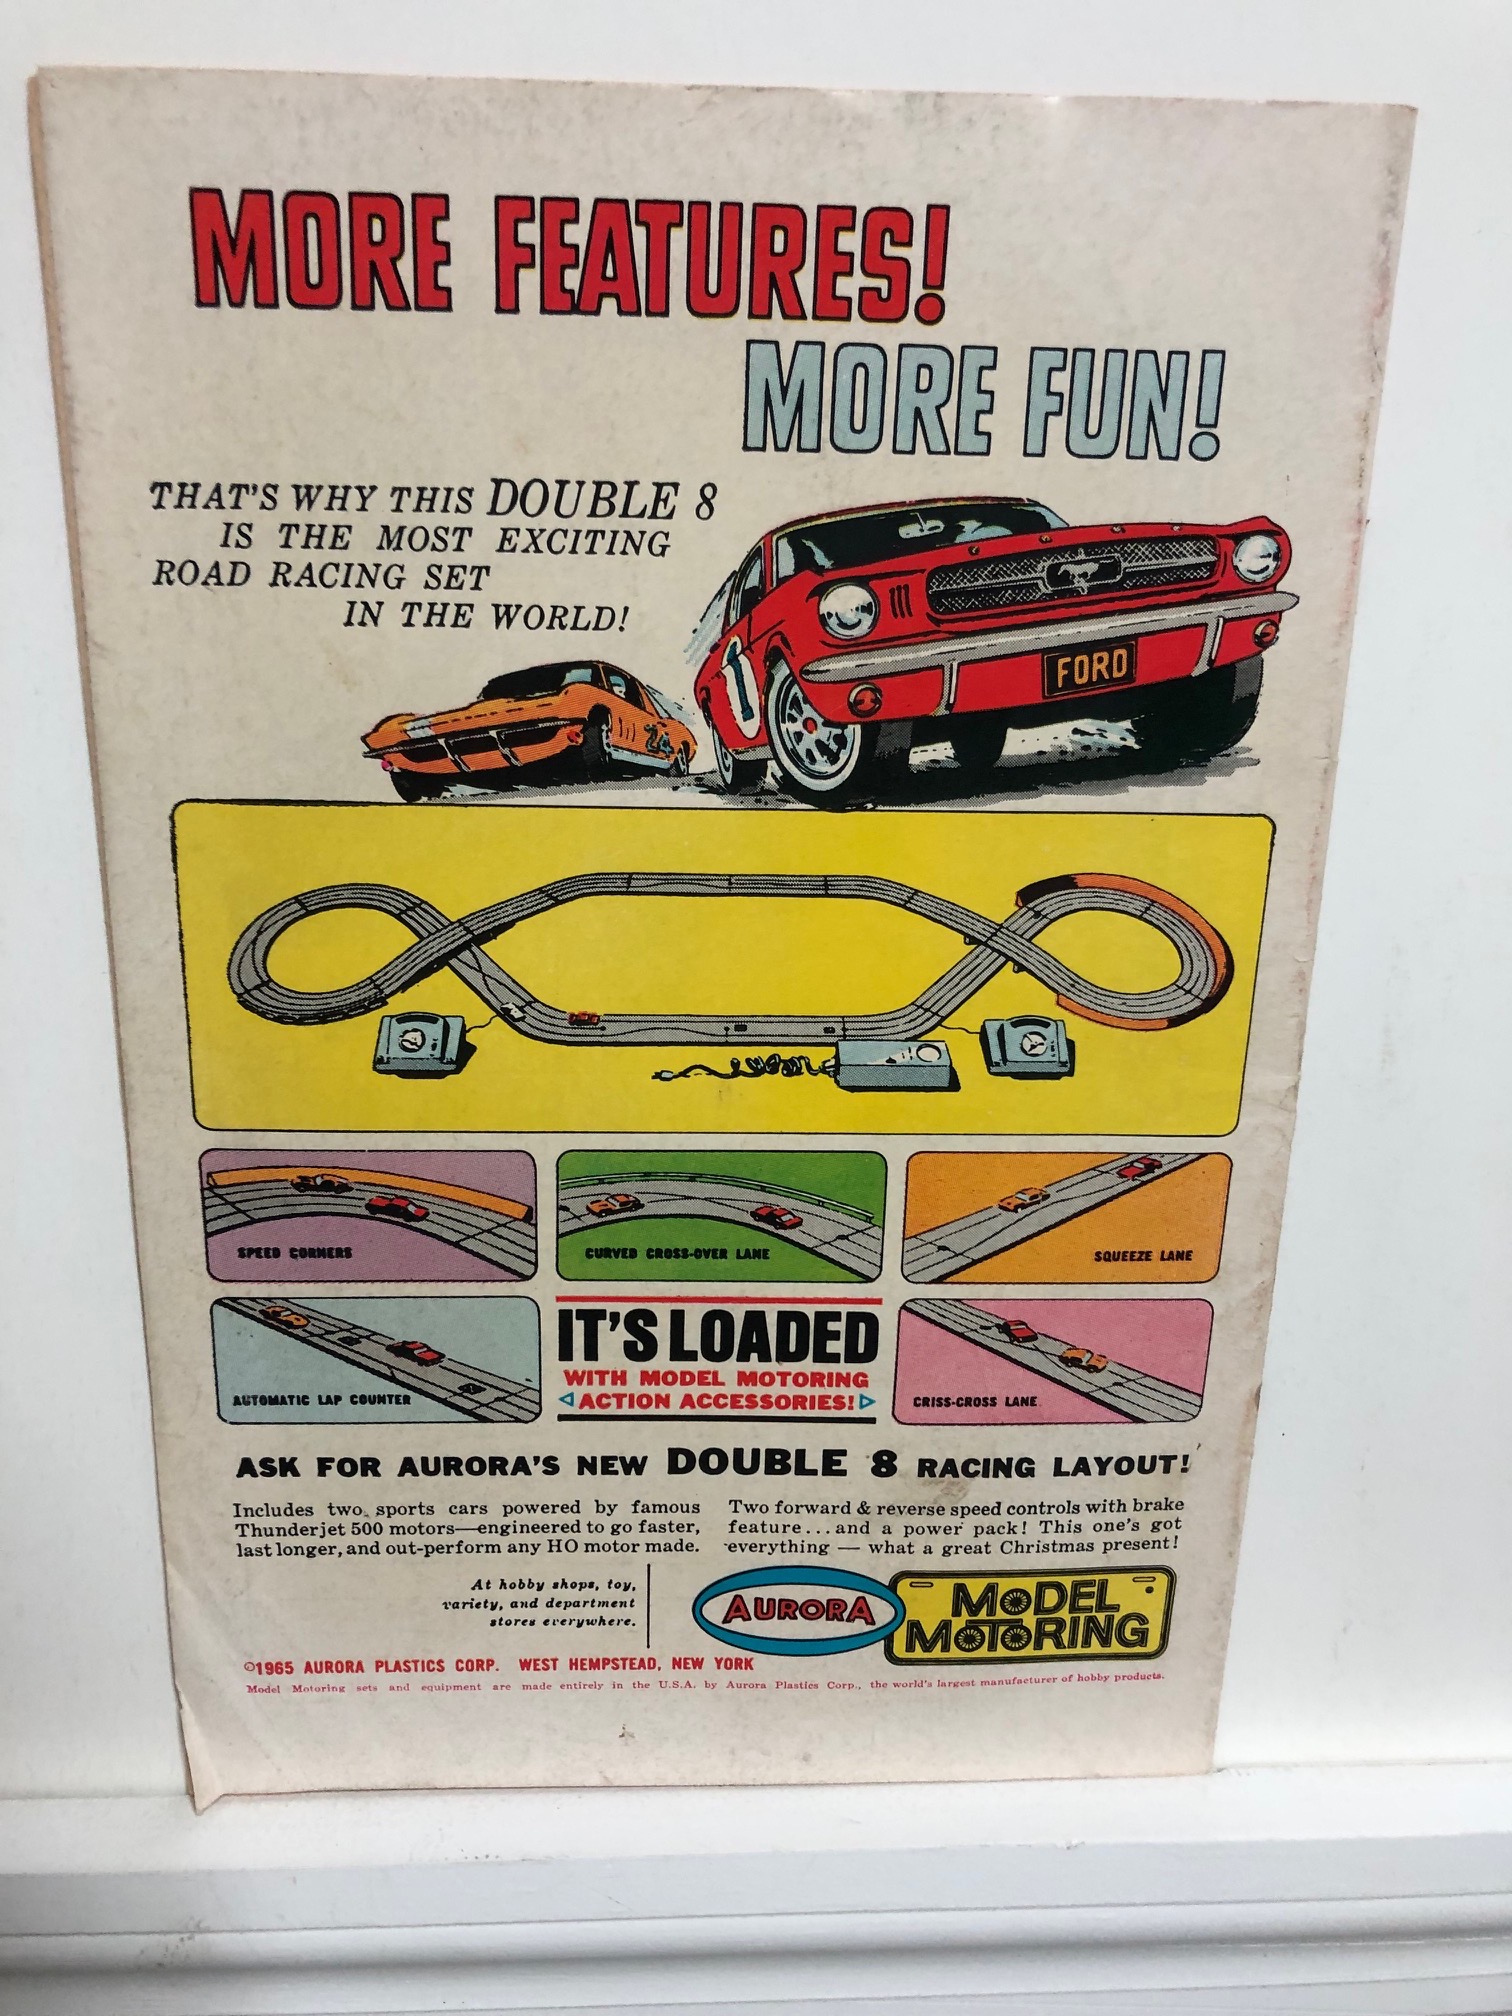 MORE FEATURES!
MORE FUN!
THAT'S WHY THIS DOUBLE 8
IS THE MOST EXCITING
ROAD RACING SET
IN THE WORLD!
FORD
1
24
SPEED CORNERS
CURVED CROSS-OVER LANE
SQUEEZE LANE
AUTOMATIC LAP COUNTER
IT'S LOADED
WITH MODEL MOTORING
ACTION ACCESSORIES!
CRISS-CROSS LANE
ASK FOR AURORA'S NEW DOUBLE 8 RACING LAYOUT!
Includes two sports cars powered by famous
Thunderjet 500 motors—engineered to go faster,
last longer, and out-perform any HO motor made.
Two forward & reverse speed controls with brake
feature...and a power pack! This one's got
everything — what a great Christmas present!
At hobby shops, toy,
variety, and department
stores everywhere.
AURORA
MODEL
MOTORING
©1965 AURORA PLASTICS CORP. WEST HEMPSTEAD, NEW YORK
Model Motoring sets and equipment are made entirely in the U.S.A. by Aurora Plastics Corp., the world's largest manufacturer of hobby products.